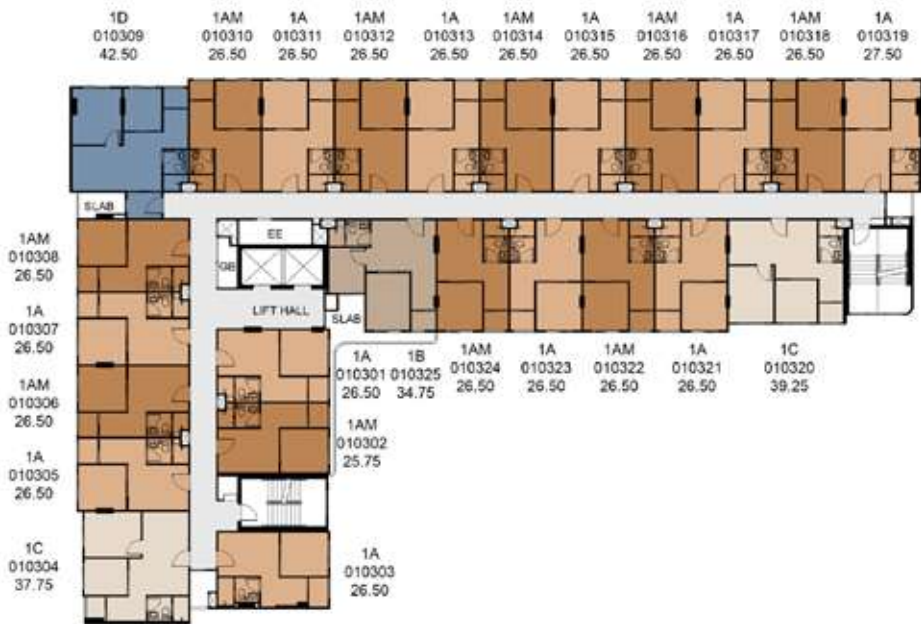 1D
010309
42.50
1AM
010310
26.50
1A
010311
26.50
1AM
010312
26.50
1A
010313
26.50
1AM
010314
26.50
1A
010315
26.50
1AM
010316
26.50
1A
010317
26.50
1AM
010318
26.50
1A
010319
27.50
SLAB
EE
GB
LIFT HALL
SLAB
1AM
010308
26.50
1A
010307
26.50
1AM
010306
26.50
1A
010305
26.50
1C
010304
37.75
1A
010301
26.50
1B
010325
34.75
1AM
010324
26.50
1A
010323
26.50
1AM
010322
26.50
1A
010321
26.50
1C
010320
39.25
1AM
010302
25.75
1A
010303
26.50